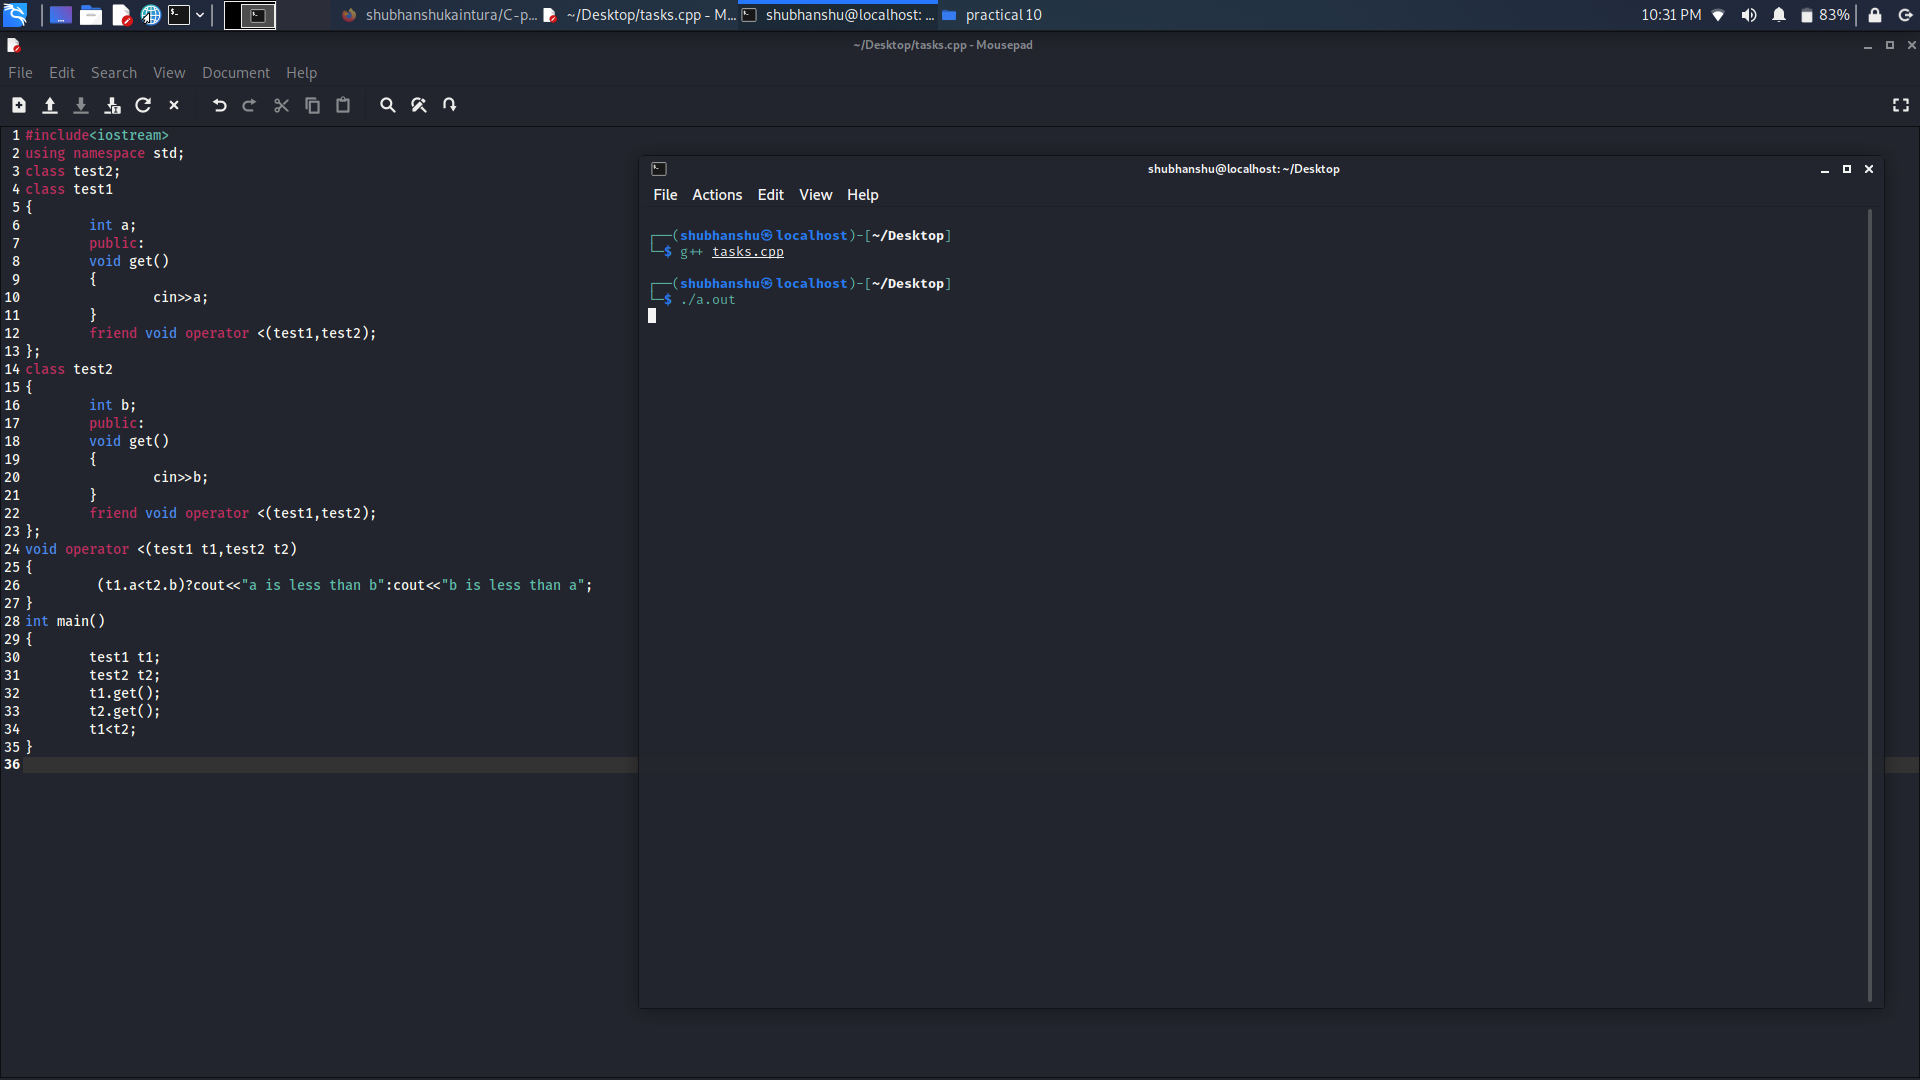 shubhanshukaintura/C-p...
~/Desktop/tasks.cpp - M...
shubhanshu@localhost: ...
practical 10
10:31 PM
83%
~/Desktop/tasks.cpp - Mousepad
File Edit Search View Document Help
1 #include<iostream>
2 using namespace std;
3 class test2;
4 class test1
5 {
6 int a;
7 public:
8 void get()
9 {
10 cin>>a;
11 }
12 friend void operator <(test1,test2);
13 };
14 class test2
15 {
16 int b;
17 public:
18 void get()
19 {
20 cin>>b;
21 }
22 friend void operator <(test1,test2);
23 };
24 void operator <(test1 t1,test2 t2)
25 {
26 (t1.a<t2.b)?cout<<"a is less than b":cout<<"b is less than a";
27 }
28 int main()
29 {
30 test1 t1;
31 test2 t2;
32 t1.get();
33 t2.get();
34 t1<t2;
35 }
36
shubhanshu@localhost: ~/Desktop
File Actions Edit View Help
┌──(shubhanshu㉿localhost)-[~/Desktop]
└─$ g++ tasks.cpp
┌──(shubhanshu㉿localhost)-[~/Desktop]
└─$ ./a.out